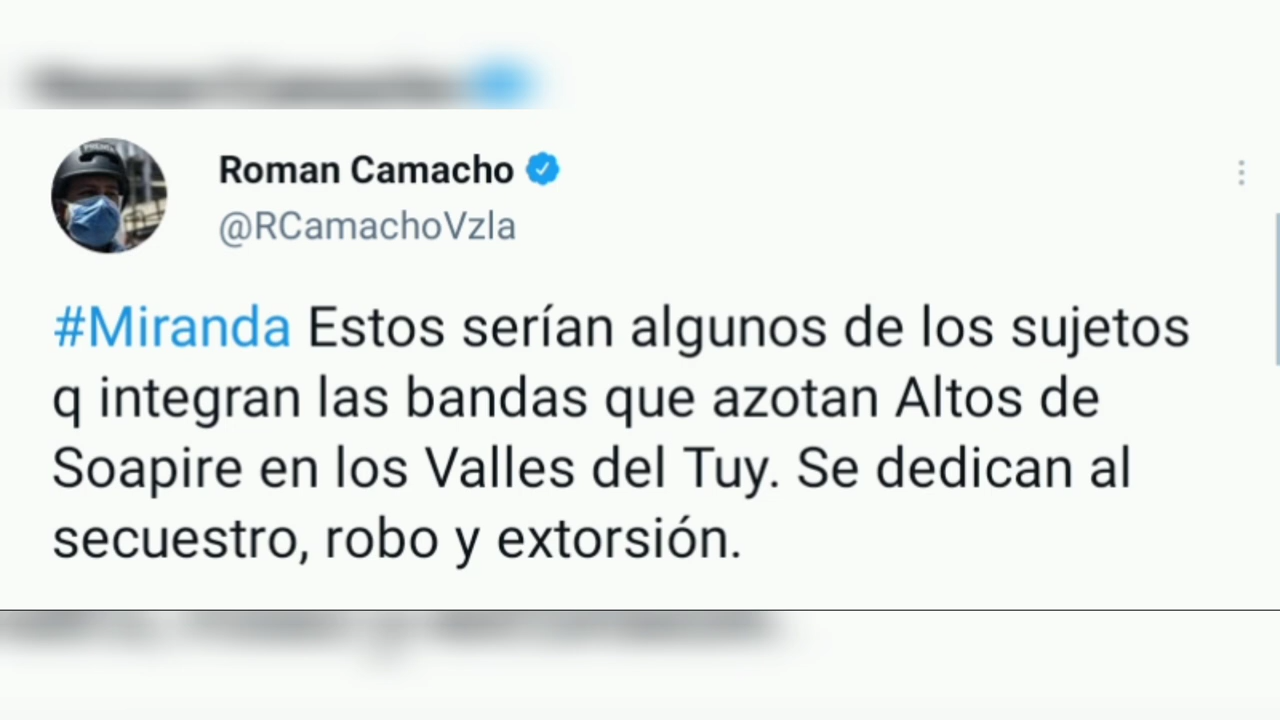 Roman Camacho
@RCamachoVzla
#Miranda Estos serían algunos de los sujetos
q integran las bandas que azotan Altos de
Soapire en los Valles del Tuy. Se dedican al
secuestro, robo y extorsión.